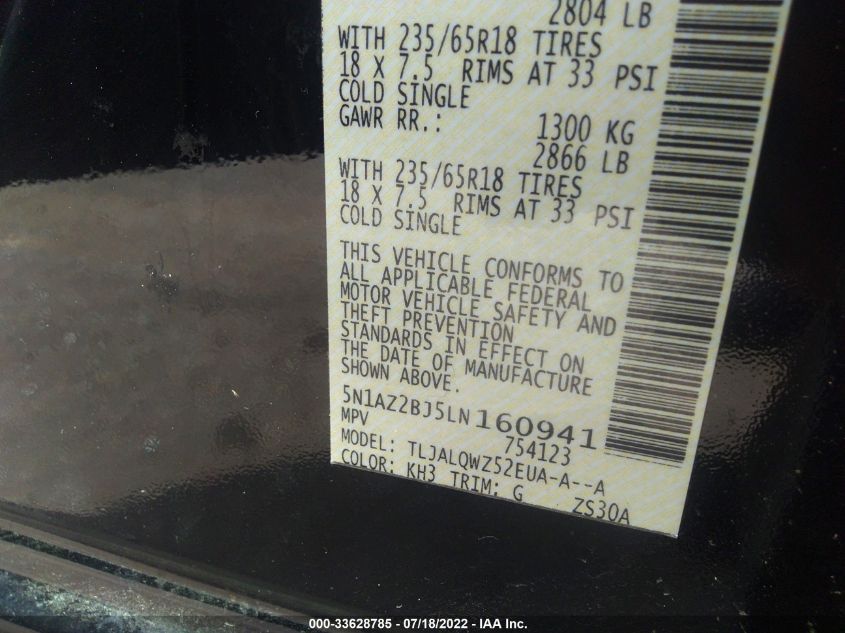 2804 LB
WITH 235/65R18 TIRES
18 X 7.5 RIMS AT 33 PSI
COLD SINGLE
GAWR RR.: 1300 KG
2866 LB
WITH 235/65R18 TIRES
18 X 7.5 RIMS AT 33 PSI
COLD SINGLE
THIS VEHICLE CONFORMS TO
ALL APPLICABLE FEDERAL
MOTOR VEHICLE SAFETY AND
THEFT PREVENTION
STANDARDS IN EFFECT ON
THE DATE OF MANUFACTURE
SHOWN ABOVE.
5N1AZ2BJ5LN160941
MPV 754123
MODEL: TLJALQWZ52EUA-A--A
COLOR: KH3 TRIM: G ZS30A
000-33628785 - 07/18/2022 - IAA Inc.